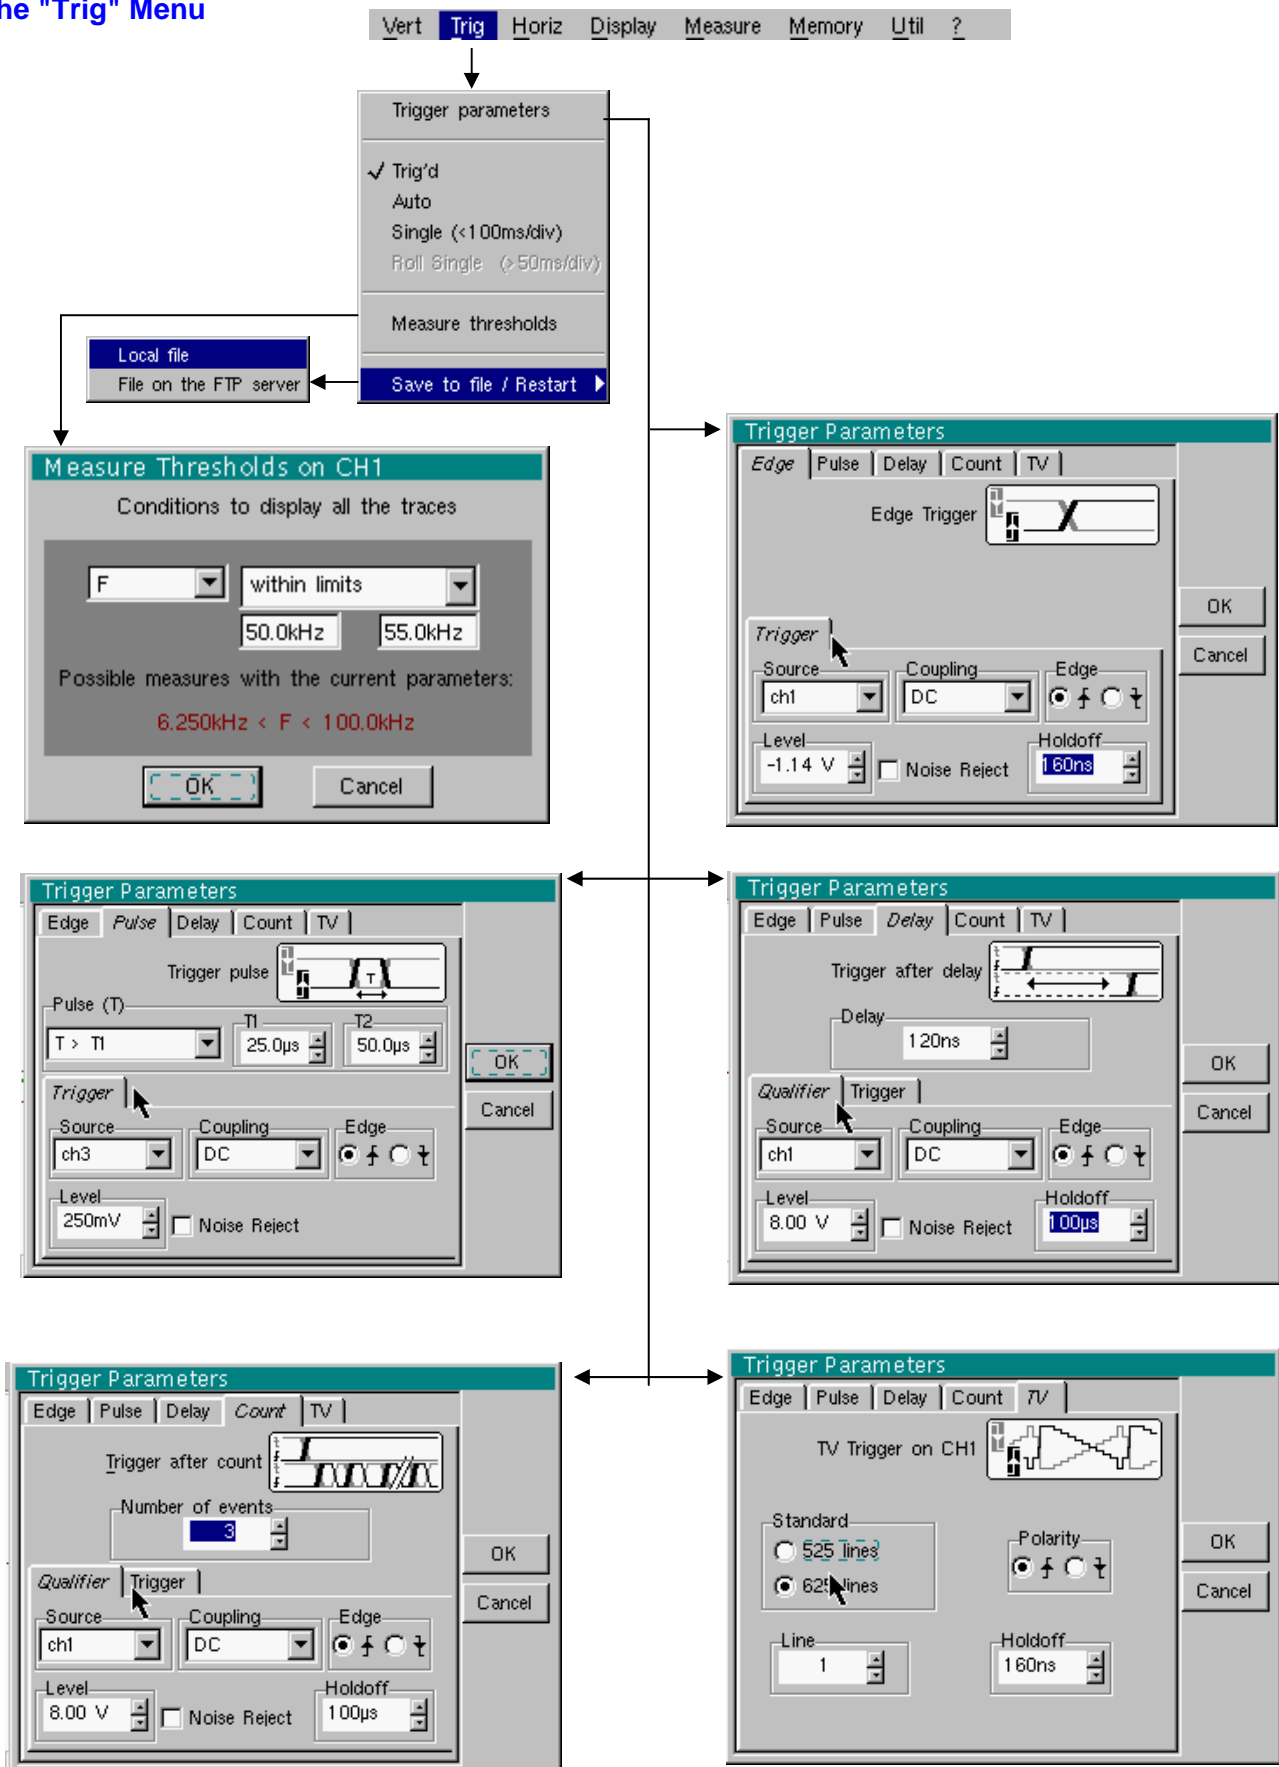 he "Trig" Menu
Vert Trig Horiz Display Measure Memory Util ?
Trigger parameters
Trig'd
Auto
Single (<100ms/div)
Roll Single (>50ms/div)
Measure thresholds
Save to file / Restart
Local file
File on the FTP server
Measure Thresholds on CH1
Conditions to display all the traces
F within limits
50.0kHz 55.0kHz
Possible measures with the current parameters:
6.250kHz < F < 100.0kHz
OK Cancel
Trigger Parameters
Edge Pulse Delay Count TV
Edge Trigger
Trigger
Source Coupling Edge
ch1 DC
Level Holdoff
-1.14 V Noise Reject 160ns
OK
Cancel
Trigger Parameters
Edge Pulse Delay Count TV
Trigger pulse T
Pulse (T)
T1 T2
T > T1 25.0µs 50.0µs
Trigger
Source Coupling Edge
ch3 DC
Level
250mV Noise Reject
OK
Cancel
Trigger Parameters
Edge Pulse Delay Count TV
Trigger after delay
Delay
120ns
Qualifier Trigger
Source Coupling Edge
ch1 DC
Level Holdoff
8.00 V Noise Reject 100µs
OK
Cancel
Trigger Parameters
Edge Pulse Delay Count TV
Trigger after count
Number of events
3
Qualifier Trigger
Source Coupling Edge
ch1 DC
Level Holdoff
8.00 V Noise Reject 100µs
OK
Cancel
Trigger Parameters
Edge Pulse Delay Count TV
TV Trigger on CH1
Standard Polarity
525 lines
625 lines
Line Holdoff
1 160ns
OK
Cancel